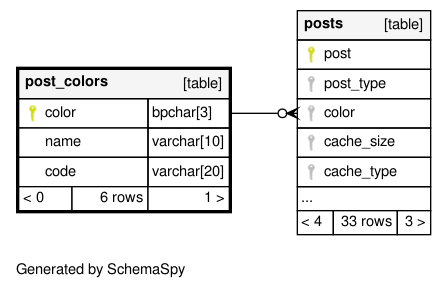 post_colors [table]
color bpchar[3]
name varchar[10]
code varchar[20]
< 0 6 rows 1 >
posts [table]
post
post_type
color
cache_size
cache_type
...
< 4 33 rows 3 >
Generated by SchemaSpy